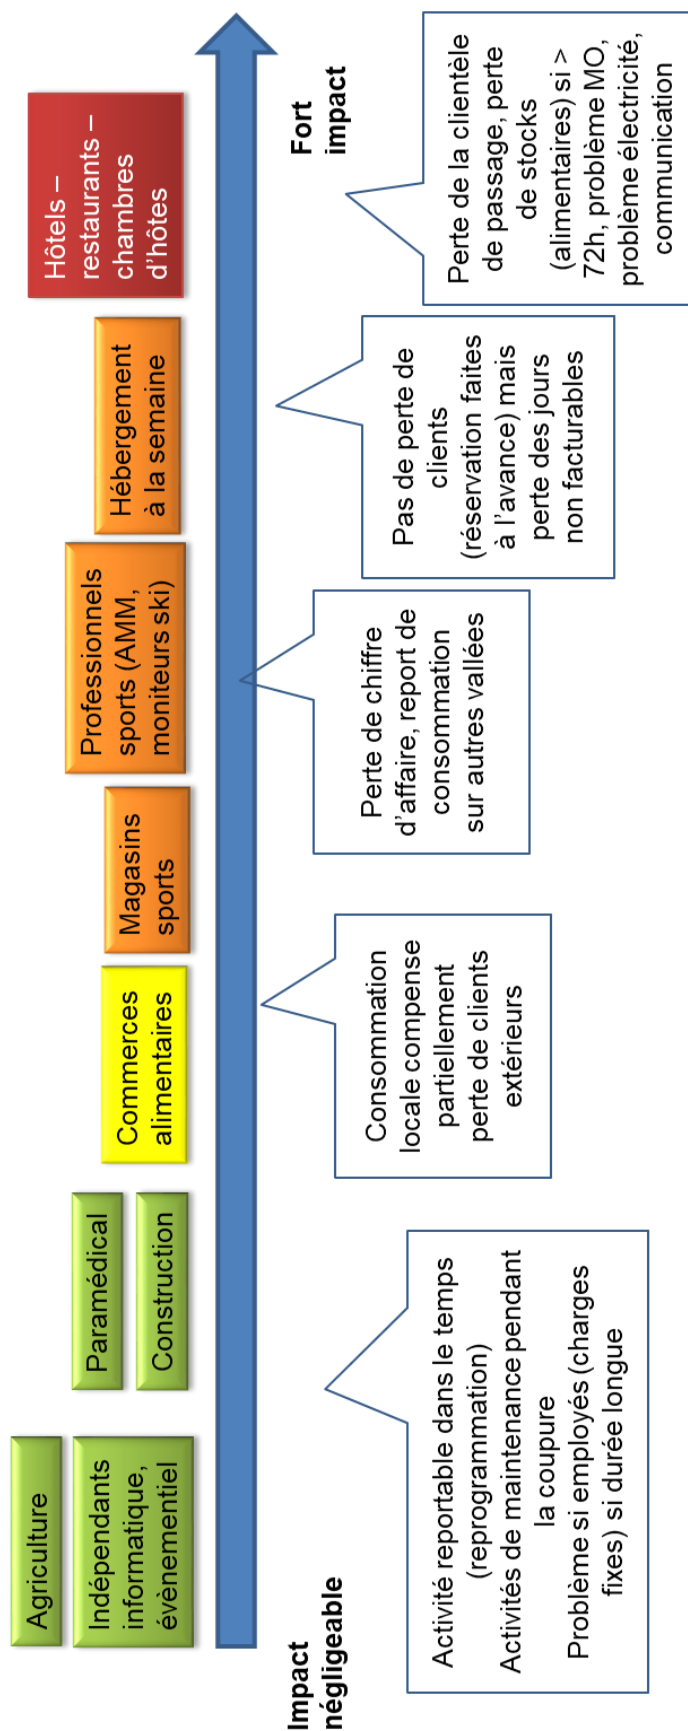 Agriculture
Indépendants
informatique,
évènementiel
Paramédical
Construction
Commerces
alimentaires
Magasins
sports
Professionnels
sports (AMM,
moniteurs ski)
Hébergement
à la semaine
Hôtels –
restaurants –
chambres
d'hôtes
Impact
négligeable
Fort
impact
Activité reportable dans le temps
(reprogrammation)
Activités de maintenance pendant
la coupure
Problème si employés (charges
fixes) si durée longue
Consommation
locale compense
partiellement
perte de clients
extérieurs
Perte de chiffre
d'affaire, report de
consommation
sur autres vallées
Pas de perte de
clients
(réservation faites
à l'avance) mais
perte des jours
non facturables
Perte de la clientèle
de passage, perte
de stocks
(alimentaires) si >
72h, problème MO,
problème électricité,
communication